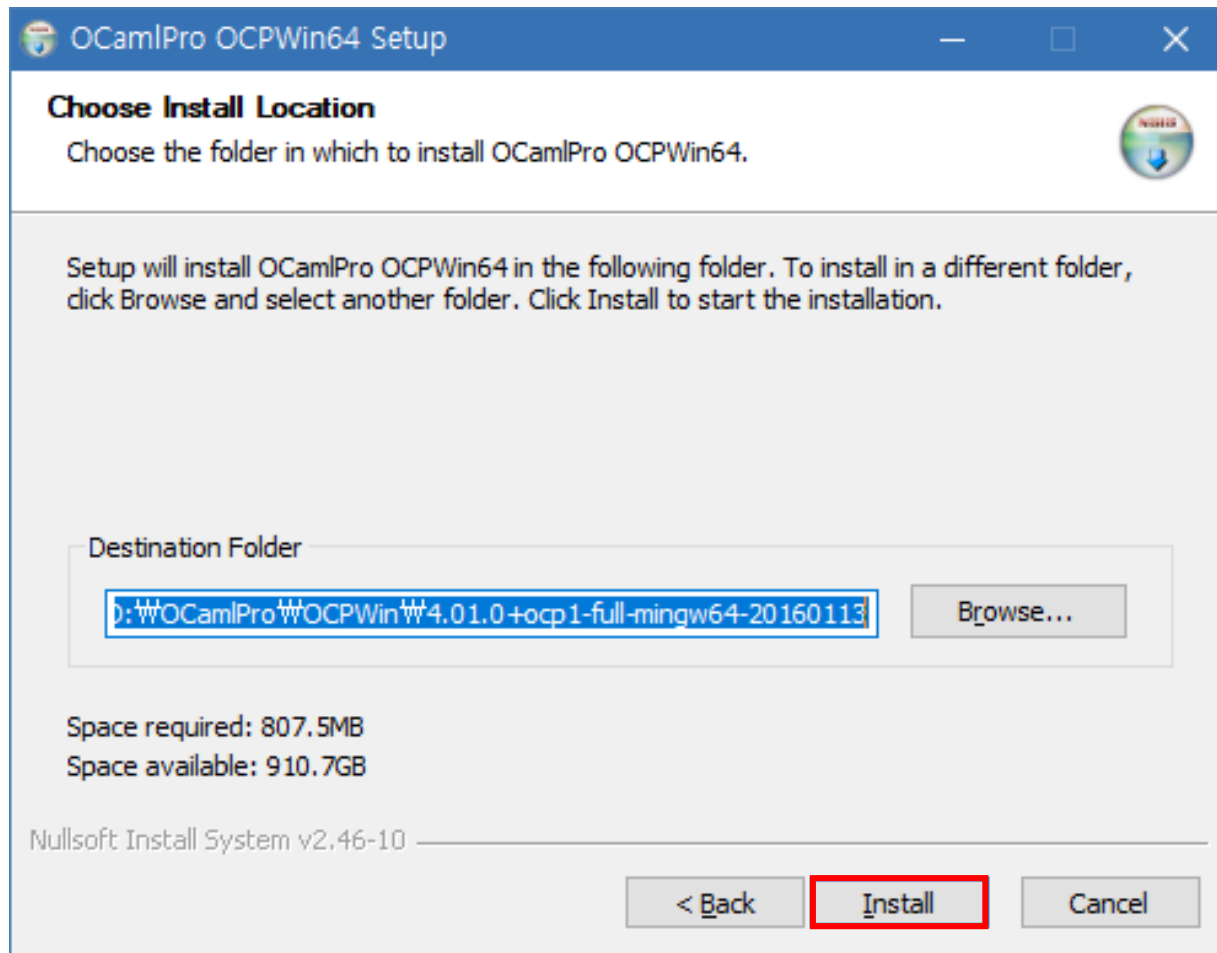 OCamlPro OCPWin64 Setup
Choose Install Location
Choose the folder in which to install OCamlPro OCPWin64.
Setup will install OCamlPro OCPWin64 in the following folder. To install in a different folder,
click Browse and select another folder. Click Install to start the installation.
Destination Folder
D:₩OCamlPro₩OCPWin₩4.01.0+ocp1-full-mingw64-20160113
Browse...
Space required: 807.5MB
Space available: 910.7GB
Nullsoft Install System v2.46-10
< Back
Install
Cancel